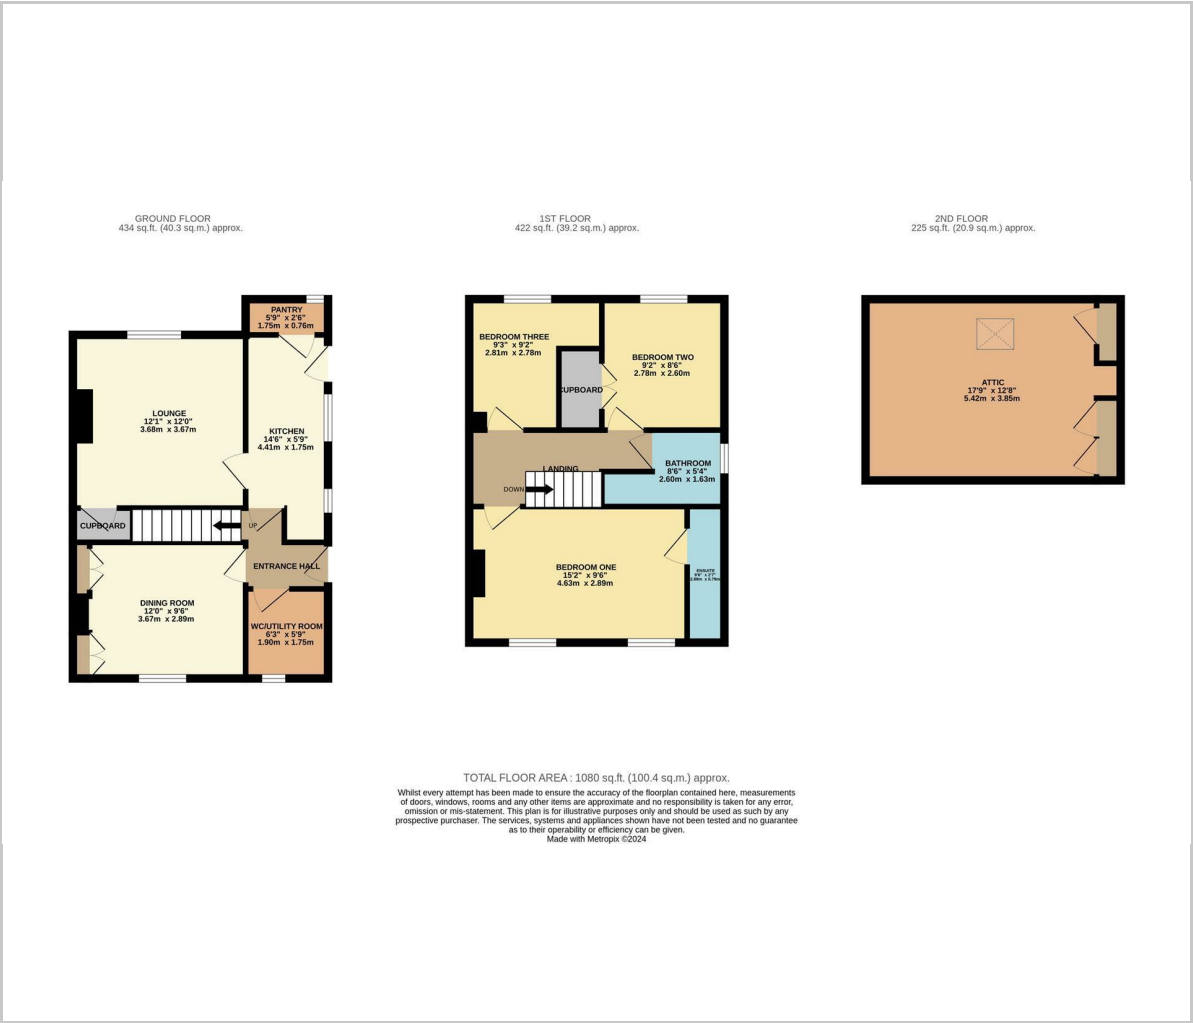 GROUND FLOOR
434 sq.ft. (40.3 sq.m.) approx.
1ST FLOOR
422 sq.ft. (39.2 sq.m.) approx.
2ND FLOOR
225 sq.ft. (20.9 sq.m.) approx.
PANTRY
5'9" x 2'6"
1.75m x 0.76m
LOUNGE
12'1" x 12'0"
3.68m x 3.67m
KITCHEN
14'6" x 5'9"
4.41m x 1.75m
CUPBOARD
UP
ENTRANCE HALL
DINING ROOM
12'0" x 9'6"
3.67m x 2.89m
WC/UTILITY ROOM
6'3" x 5'9"
1.90m x 1.75m
BEDROOM THREE
9'3" x 9'2"
2.81m x 2.78m
BEDROOM TWO
9'2" x 8'6"
2.78m x 2.60m
CUPBOARD
LANDING
DOWN
BATHROOM
8'6" x 5'4"
2.60m x 1.63m
BEDROOM ONE
15'2" x 9'6"
4.63m x 2.89m
ENSUITE
ATTIC
17'9" x 12'8"
5.42m x 3.85m
TOTAL FLOOR AREA : 1080 sq.ft. (100.4 sq.m.) approx.
Whilst every attempt has been made to ensure the accuracy of the floorplan contained here, measurements
of doors, windows, rooms and any other items are approximate and no responsibility is taken for any error,
omission or mis-statement. This plan is for illustrative purposes only and should be used as such by any
prospective purchaser. The services, systems and appliances shown have not been tested and no guarantee
as to their operability or efficiency can be given.
Made with Metropix ©2024